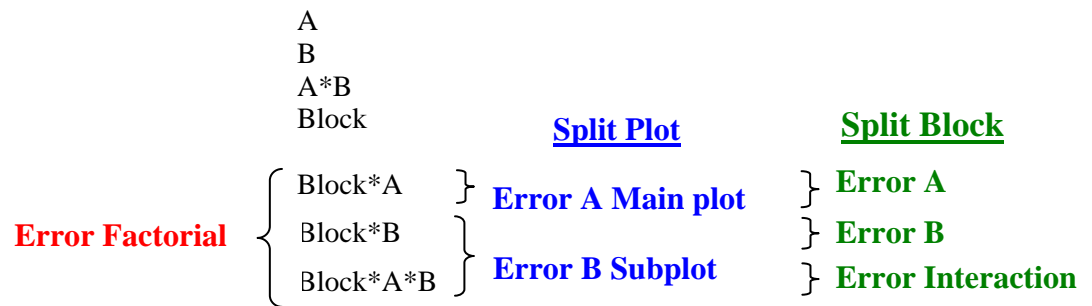 A
B
A*B
Block
Split Plot
Split Block
Block*A
Error A Main plot
Error A
Error Factorial
Block*B
Error B
Block*A*B
Error B Subplot
Error Interaction